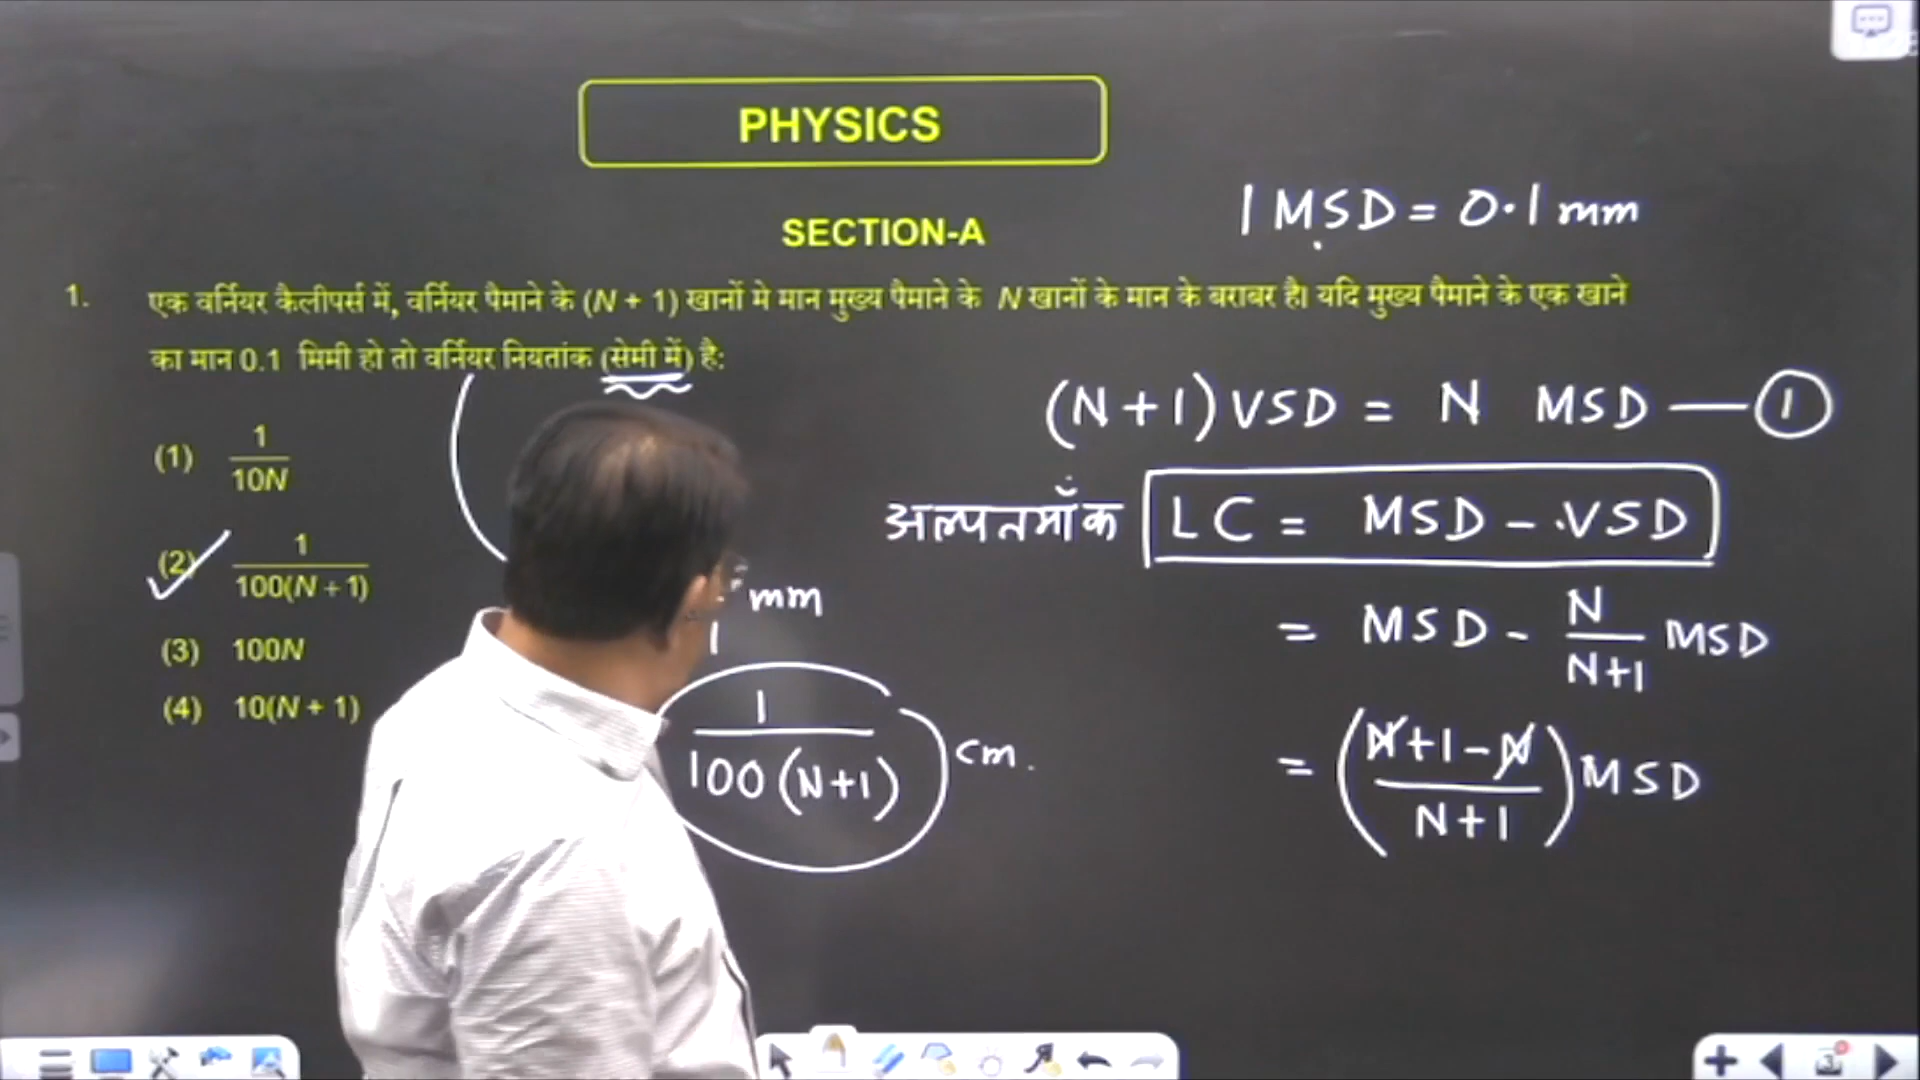 PHYSICS
1 MSD = 0.1 mm
SECTION-A
1. एक वर्नियर कैलीपर्स में, वर्नियर पैमाने के (N + 1) खानों मे मान मुख्य पैमाने के N खानों के मान के बराबर है। यदि मुख्य पैमाने के एक खाने
का मान 0.1 मिमी हो तो वर्नियर नियतांक (सेमी में) है:
(N+1) VSD = N MSD — 1
(1) 1/10N
अल्पतमाँक LC = MSD - VSD
(2) 1/100(N + 1)
mm
= MSD - N/N+1 MSD
(3) 100N
(4) 10(N + 1)
1/100 (N+1) cm.
= (N+1-N/N+1) MSD
3